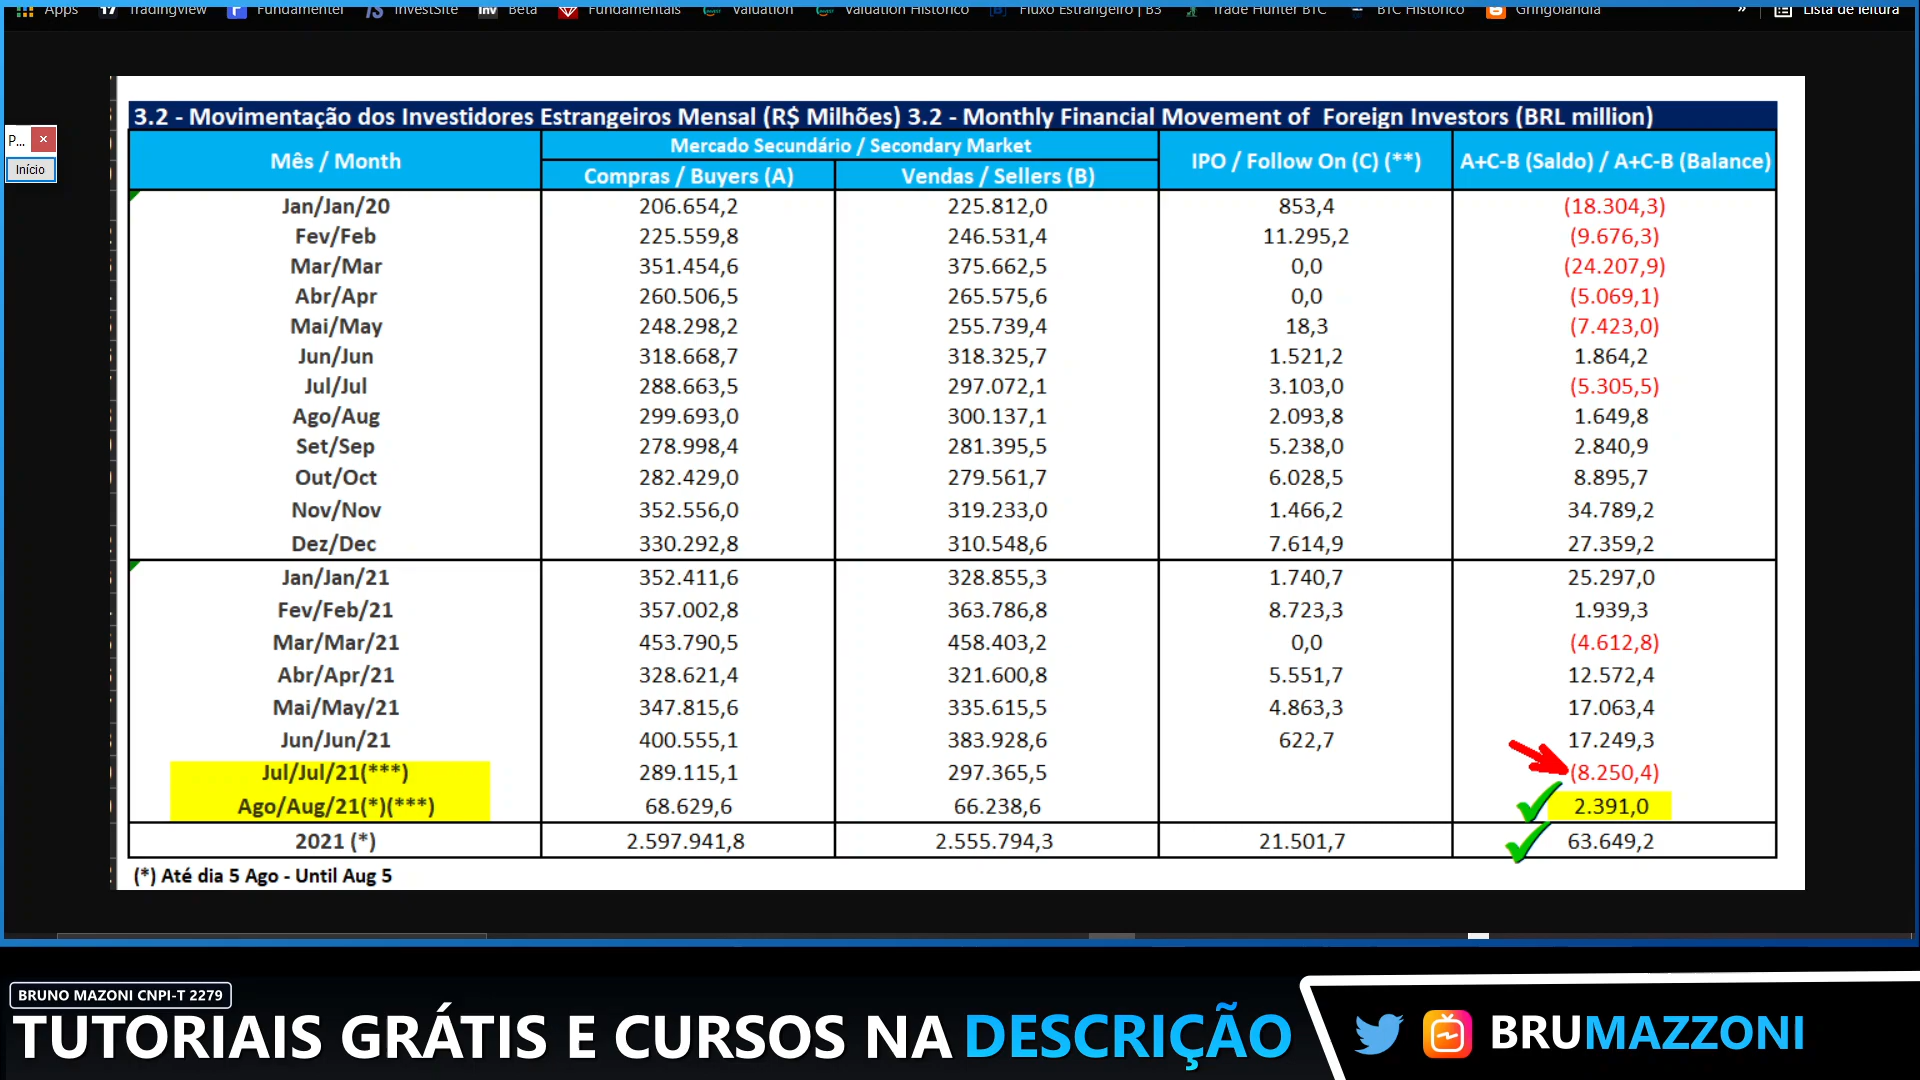 Apps TradingView Fundamentei InvestSite Beta Fundamentals Valuation Valuation Histórico Fluxo Estrangeiro | B3 Trade Hunter BTC BTC Histórico Gringolândia » Lista de leitura
P... ×
Início
3.2 - Movimentação dos Investidores Estrangeiros Mensal (R$ Milhões) 3.2 - Monthly Financial Movement of Foreign Investors (BRL million)
Mês / Month Mercado Secundário / Secondary Market IPO / Follow On (C) (**) A+C-B (Saldo) / A+C-B (Balance)
Compras / Buyers (A) Vendas / Sellers (B)
Jan/Jan/20 206.654,2 225.812,0 853,4 (18.304,3)
Fev/Feb 225.559,8 246.531,4 11.295,2 (9.676,3)
Mar/Mar 351.454,6 375.662,5 0,0 (24.207,9)
Abr/Apr 260.506,5 265.575,6 0,0 (5.069,1)
Mai/May 248.298,2 255.739,4 18,3 (7.423,0)
Jun/Jun 318.668,7 318.325,7 1.521,2 1.864,2
Jul/Jul 288.663,5 297.072,1 3.103,0 (5.305,5)
Ago/Aug 299.693,0 300.137,1 2.093,8 1.649,8
Set/Sep 278.998,4 281.395,5 5.238,0 2.840,9
Out/Oct 282.429,0 279.561,7 6.028,5 8.895,7
Nov/Nov 352.556,0 319.233,0 1.466,2 34.789,2
Dez/Dec 330.292,8 310.548,6 7.614,9 27.359,2
Jan/Jan/21 352.411,6 328.855,3 1.740,7 25.297,0
Fev/Feb/21 357.002,8 363.786,8 8.723,3 1.939,3
Mar/Mar/21 453.790,5 458.403,2 0,0 (4.612,8)
Abr/Apr/21 328.621,4 321.600,8 5.551,7 12.572,4
Mai/May/21 347.815,6 335.615,5 4.863,3 17.063,4
Jun/Jun/21 400.555,1 383.928,6 622,7 17.249,3
Jul/Jul/21(***) 289.115,1 297.365,5 (8.250,4)
Ago/Aug/21(*)(***) 68.629,6 66.238,6 2.391,0
2021 (*) 2.597.941,8 2.555.794,3 21.501,7 63.649,2
(*) Até dia 5 Ago - Until Aug 5
BRUNO MAZONI CNPI-T 2279
TUTORIAIS GRÁTIS E CURSOS NA DESCRIÇÃO
BRUMAZZONI